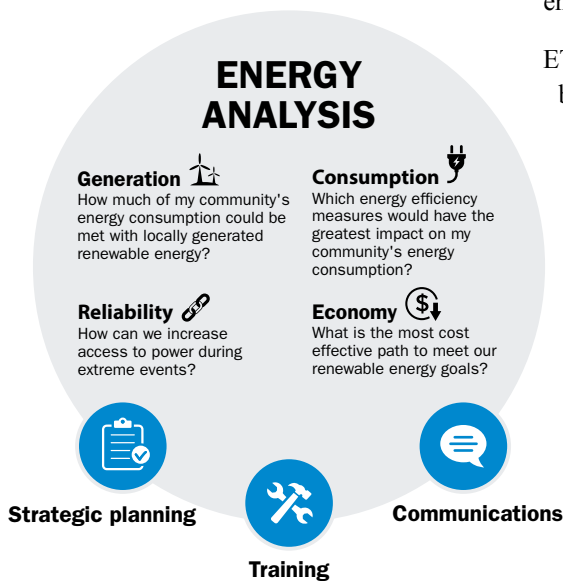 ENERGY
ANALYSIS
Generation
How much of my community's
energy consumption could be
met with locally generated
renewable energy?
Consumption
Which energy efficiency
measures would have the
greatest impact on my
community's energy
consumption?
Reliability
How can we increase
access to power during
extreme events?
Economy
$
What is the most cost
effective path to meet our
renewable energy goals?
Strategic planning
Training
Communications